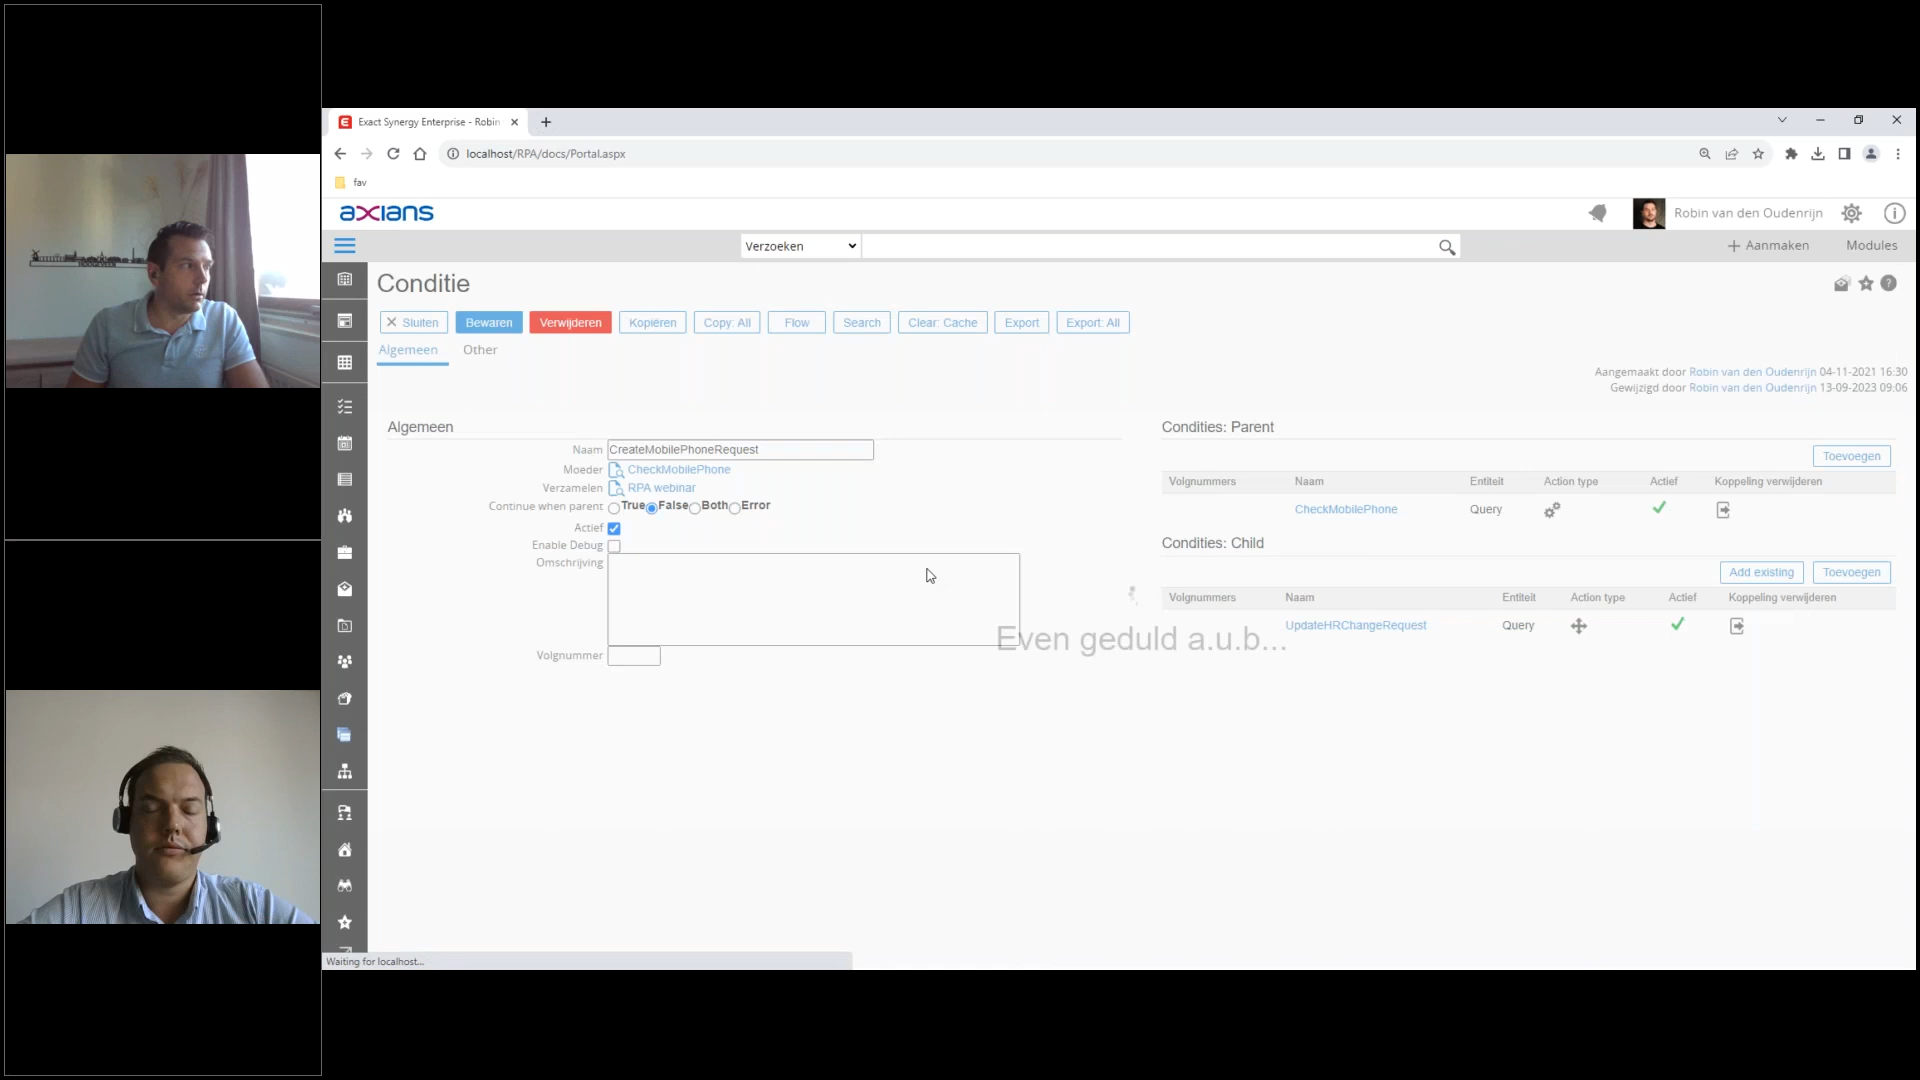 Exact Synergy Enterprise - Robin
localhost/RPA/docs/Portal.aspx
fav
axians
Robin van den Oudenrijn
Verzoeken
Aanmaken Modules
Conditie
Sluiten Bewaren Verwijderen Kopiëren Copy: All Flow Search Clear: Cache Export Export: All
Algemeen Other
Aangemaakt door Robin van den Oudenrijn 04-11-2021 16:30
Gewijzigd door Robin van den Oudenrijn 13-09-2023 09:06
Algemeen
Naam CreateMobilePhoneRequest
Moeder CheckMobilePhone
Verzamelen RPA webinar
Continue when parent True False Both Error
Actief
Enable Debug
Omschrijving
Volgnummer
Condities: Parent
Toevoegen
Volgnummers Naam Entiteit Action type Actief Koppeling verwijderen
CheckMobilePhone Query
Condities: Child
Add existing Toevoegen
Volgnummers Naam Entiteit Action type Actief Koppeling verwijderen
UpdateHRChangeRequest Query
Even geduld a.u.b...
Waiting for localhost...